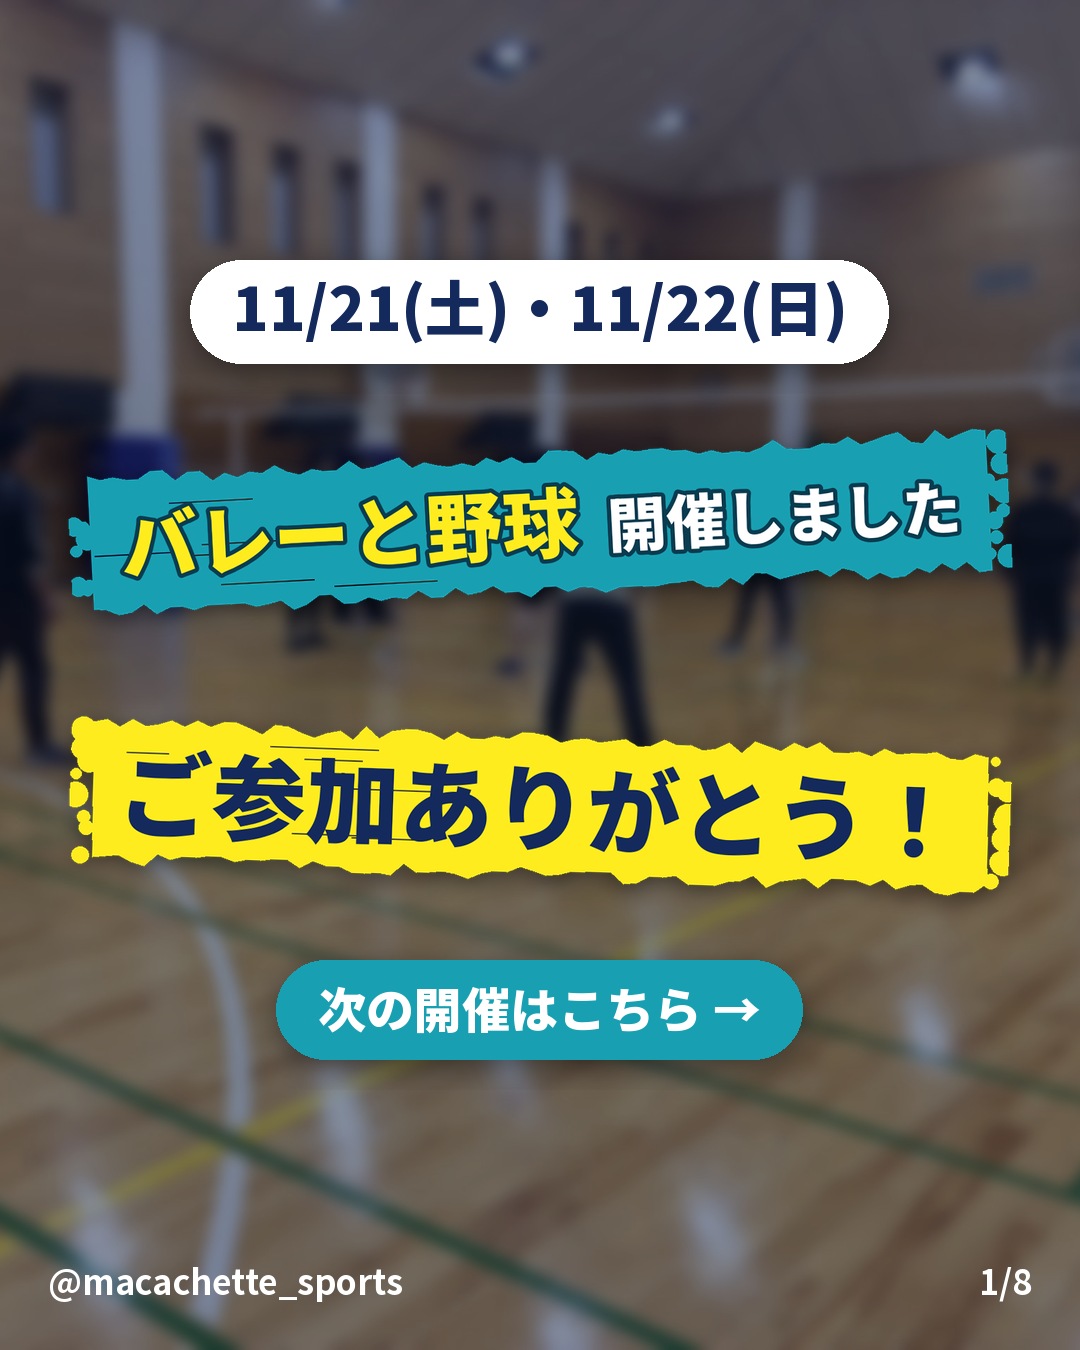 11/21(土)・11/22(日)
バレーと野球 開催しました
ご参加ありがとう！
次の開催はこちら →
@macachette_sports
1/8